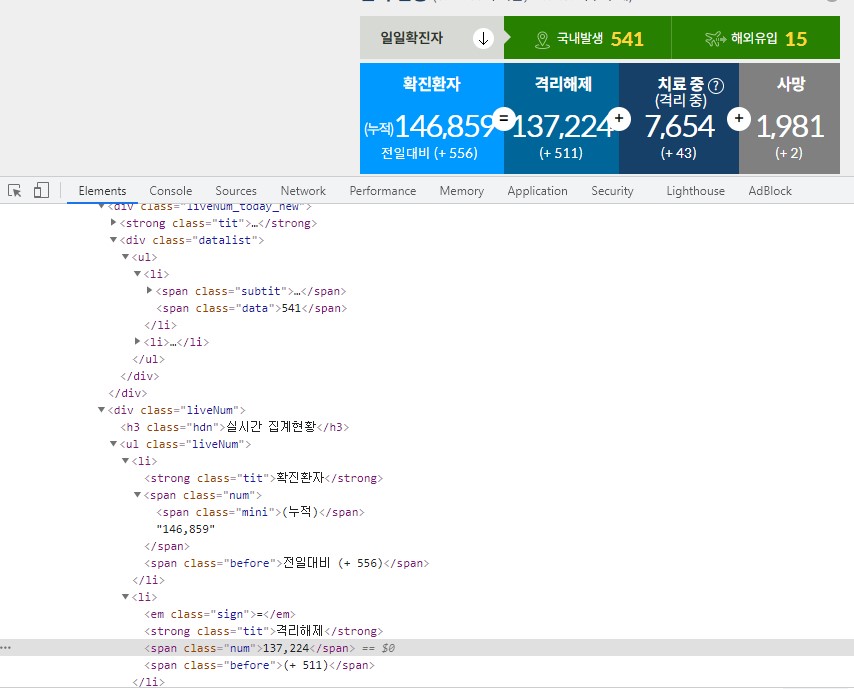 일일확진자 ↓ 국내발생 541 해외유입 15
확진환자 격리해제 치료 중 ? 사망
(격리 중)
(누적)146,859 = 137,224 + 7,654 + 1,981
전일대비 (+ 556) (+ 511) (+ 43) (+ 2)
Elements Console Sources Network Performance Memory Application Security Lighthouse AdBlock
▼<div class="liveNum_today_new">
▶<strong class="tit">…</strong>
▼<div class="datalist">
▼<ul>
▼<li>
▶<span class="subtit">…</span>
<span class="data">541</span>
</li>
▶<li>…</li>
</ul>
</div>
</div>
▼<div class="liveNum">
<h3 class="hdn">실시간 집계현황</h3>
▼<ul class="liveNum">
▼<li>
<strong class="tit">확진환자</strong>
▼<span class="num">
<span class="mini">(누적)</span>
"146,859"
</span>
<span class="before">전일대비 (+ 556)</span>
</li>
▼<li>
<em class="sign">=</em>
<strong class="tit">격리해제</strong>
… <span class="num">137,224</span> == $0
<span class="before">(+ 511)</span>
</li>